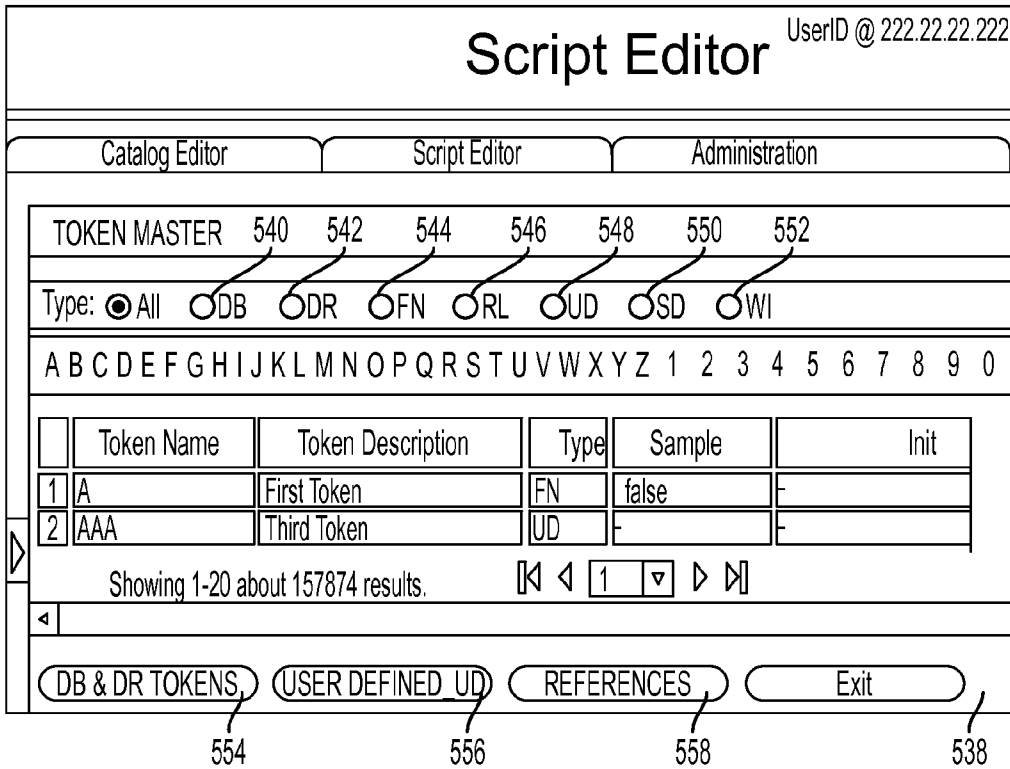 Script Editor UserID @ 222.22.22.222
Catalog Editor Script Editor Administration
TOKEN MASTER 540 542 544 546 548 550 552
Type: All DB DR FN RL UD SD WI
A B C D E F G H I J K L M N O P Q R S T U V W X Y Z 1 2 3 4 5 6 7 8 9 0
Token Name Token Description Type Sample Init
1 A First Token FN false -
2 AAA Third Token UD - -
Showing 1-20 about 157874 results. 1
DB & DR TOKENS USER DEFINED_UD REFERENCES Exit
554 556 558 538